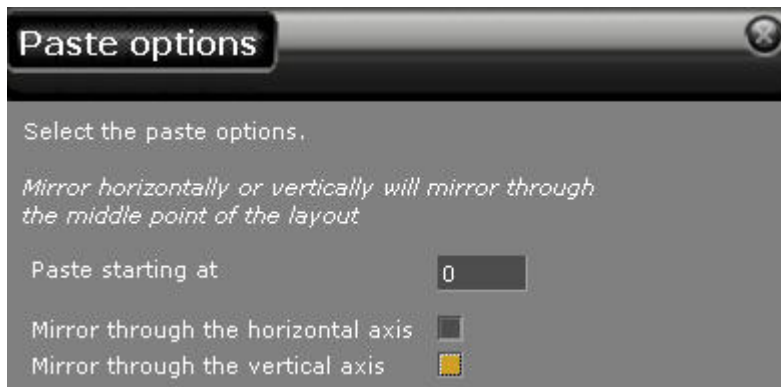 Paste options
Select the paste options.
Mirror horizontally or vertically will mirror through
the middle point of the layout
Paste starting at 0
Mirror through the horizontal axis
Mirror through the vertical axis